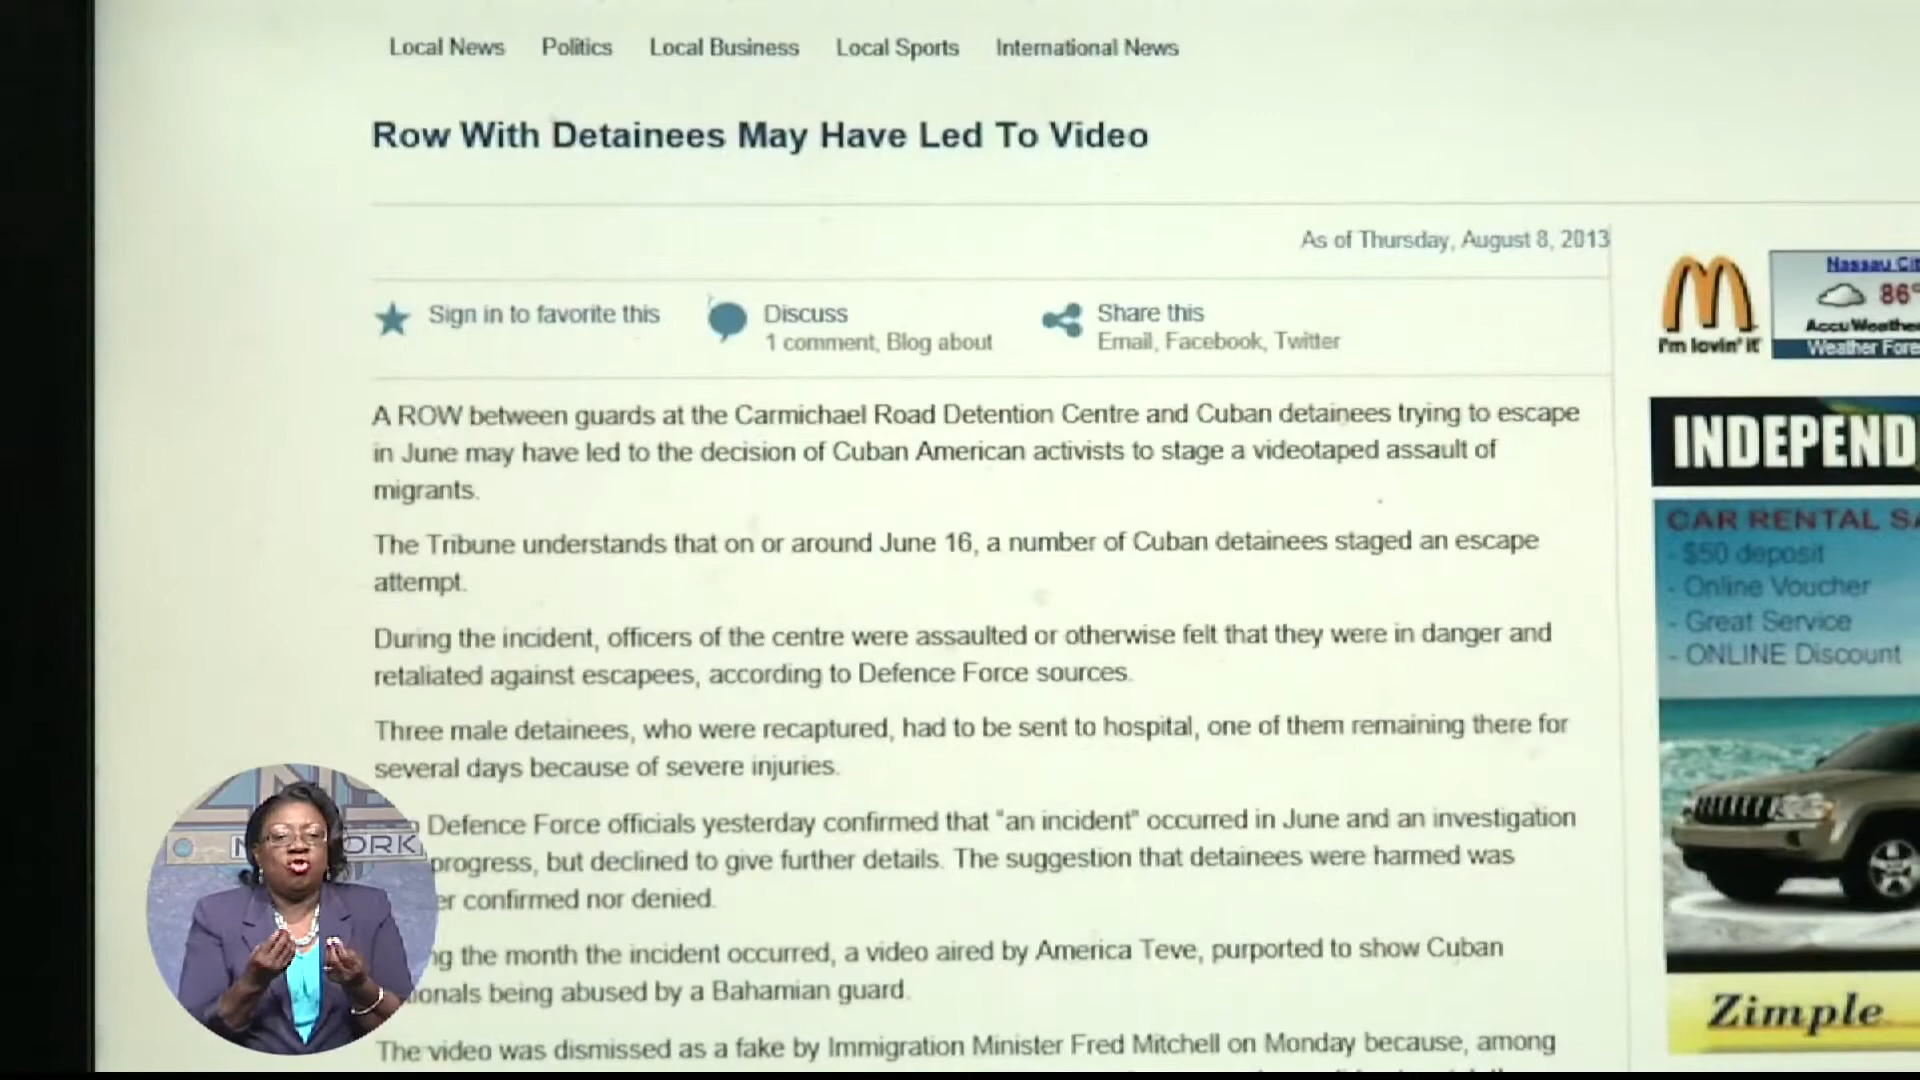 Local News Politics Local Business Local Sports International News
Row With Detainees May Have Led To Video
As of Thursday, August 8, 2013
Sign in to favorite this
Discuss
1 comment, Blog about
Share this
Email, Facebook, Twitter
A ROW between guards at the Carmichael Road Detention Centre and Cuban detainees trying to escape
in June may have led to the decision of Cuban American activists to stage a videotaped assault of
migrants.
The Tribune understands that on or around June 16, a number of Cuban detainees staged an escape
attempt.
During the incident, officers of the centre were assaulted or otherwise felt that they were in danger and
retaliated against escapees, according to Defence Force sources.
Three male detainees, who were recaptured, had to be sent to hospital, one of them remaining there for
several days because of severe injuries.
Defence Force officials yesterday confirmed that "an incident" occurred in June and an investigation
progress, but declined to give further details. The suggestion that detainees were harmed was
er confirmed nor denied.
ng the month the incident occurred, a video aired by America Teve, purported to show Cuban
ionals being abused by a Bahamian guard.
The video was dismissed as a fake by Immigration Minister Fred Mitchell on Monday because, among
i'm lovin' it
Nassau Cit
86°
AccuWeather
Weather Fore
INDEPEND
CAR RENTAL SA
- $50 deposit
- Online Voucher
- Great Service
- ONLINE Discount
Zimple